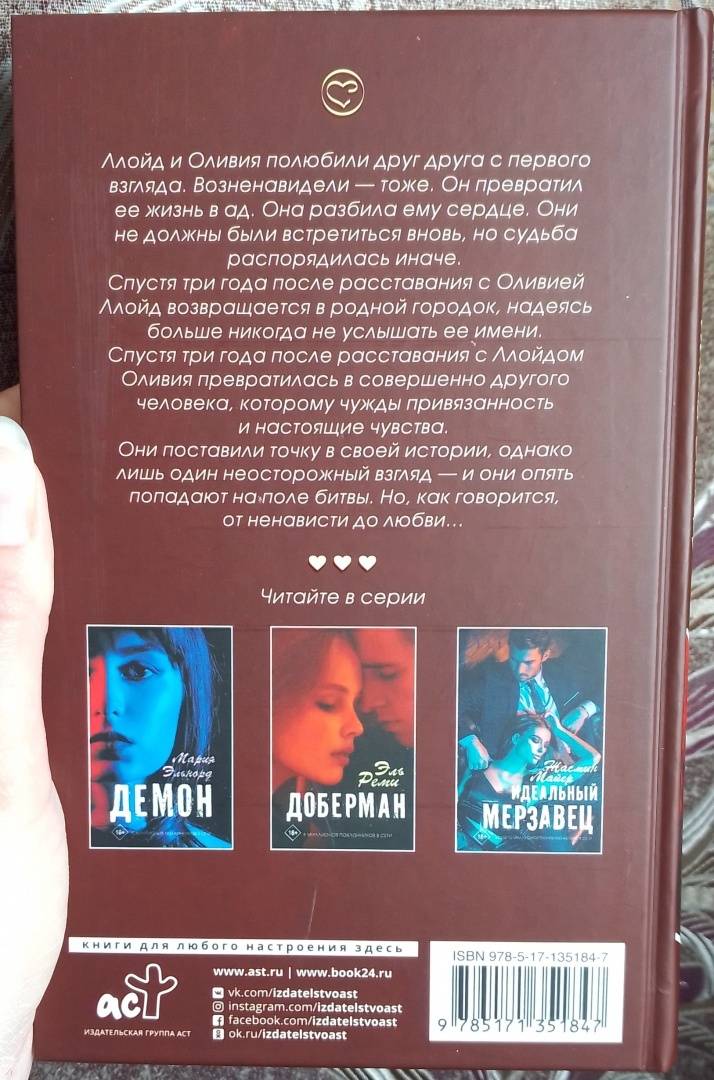 Ллойд и Оливия полюбили друг друга с первого
взгляда. Возненавидели — тоже. Он превратил
ее жизнь в ад. Она разбила ему сердце. Они
не должны были встретиться вновь, но судьба
распорядилась иначе.
Спустя три года после расставания с Оливией
Ллойд возвращается в родной городок, надеясь
больше никогда не услышать ее имени.
Спустя три года после расставания с Ллойдом
Оливия превратилась в совершенно другого
человека, которому чужды привязанность
и настоящие чувства.
Они поставили точку в своей истории, однако
лишь один неосторожный взгляд — и они опять
попадают на поле битвы. Но, как говорится,
от ненависти до любви...
Читайте в серии
Мария
Эльнорд
ДЕМОН
18+
Эль
Реми
ДОБЕРМАН
18+
Жасмин
Майер
ИДЕАЛЬНЫЙ
МЕРЗАВЕЦ
18+
книги для любого настроения здесь
аст
ИЗДАТЕЛЬСКАЯ ГРУППА АСТ
www.ast.ru | www.book24.ru
vk.com/izdatelstvoast
instagram.com/izdatelstvoast
facebook.com/izdatelstvoast
ok.ru/izdatelstvoast
ISBN 978-5-17-135184-7
9 785171 351847